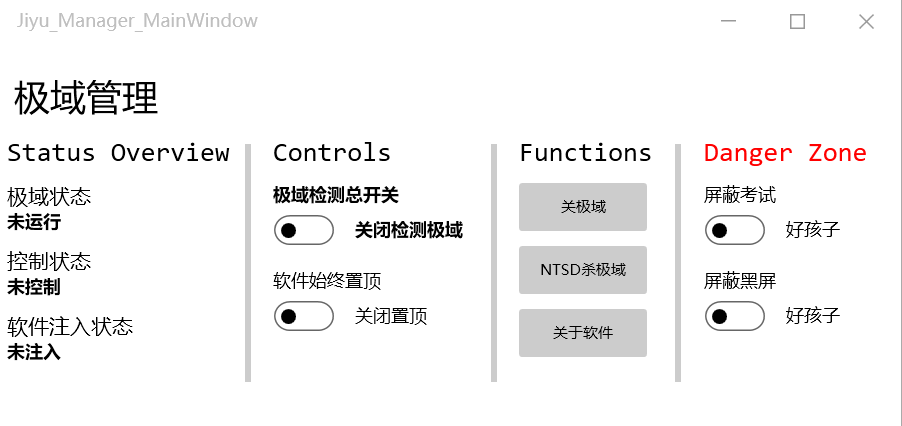 Jiyu_Manager_MainWindow
极域管理
Status Overview
极域状态
未运行
控制状态
未控制
软件注入状态
未注入
Controls
极域检测总开关
关闭检测极域
软件始终置顶
关闭置顶
Functions
关极域
NTSD杀极域
关于软件
Danger Zone
屏蔽考试
好孩子
屏蔽黑屏
好孩子